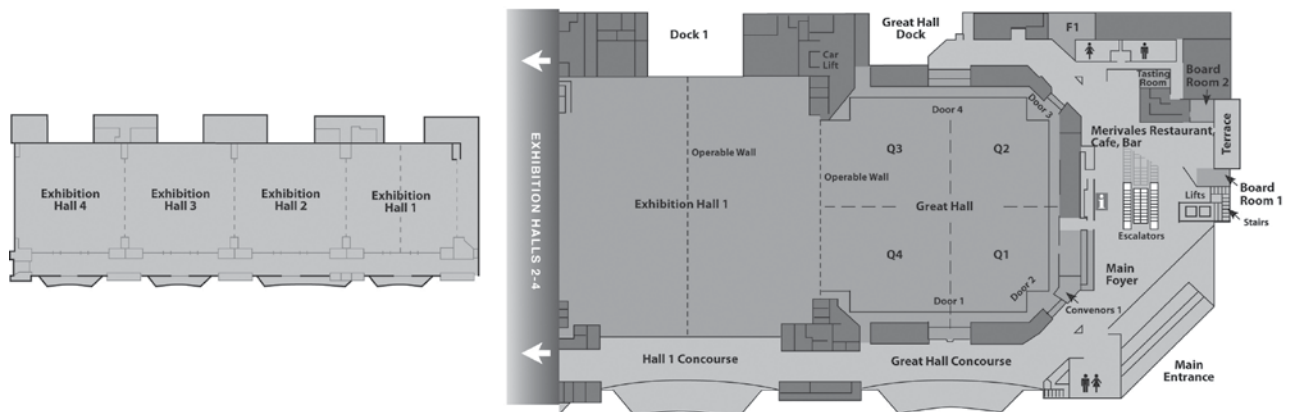 Exhibition
Hall 4
Exhibition
Hall 3
Exhibition
Hall 2
Exhibition
Hall 1
EXHIBITION HALLS 2-4
Dock 1
Great Hall
Dock
Car
Lift
F1
Tasting
Room
Board
Room 2
Door 4
Door 3
Merivales Restaurant,
Cafe, Bar
Terrace
Operable Wall
Q3
Q2
Operable Wall
Exhibition Hall 1
Great Hall
Lifts
Board
Room 1
Stairs
Escalators
Q4
Q1
Main
Foyer
Door 1
Door 2
Convenors 1
Hall 1 Concourse
Great Hall Concourse
Main
Entrance